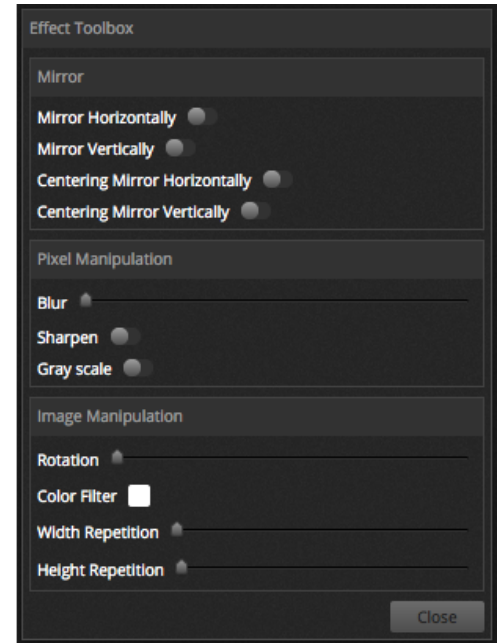 Effect Toolbox
Mirror
Mirror Horizontally
Mirror Vertically
Centering Mirror Horizontally
Centering Mirror Vertically
Pixel Manipulation
Blur
Sharpen
Gray scale
Image Manipulation
Rotation
Color Filter
Width Repetition
Height Repetition
Close